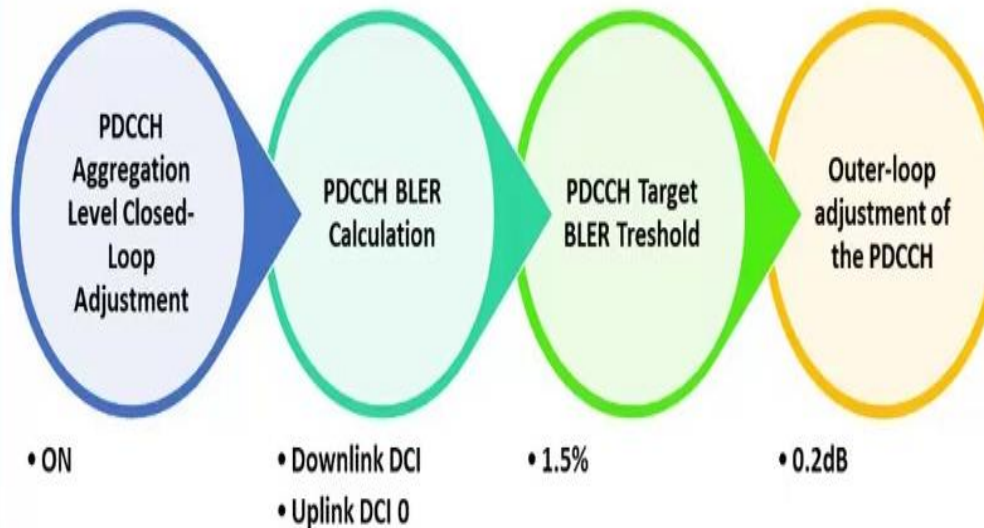 PDCCH
Aggregation
Level Closed-
Loop
Adjustment
PDCCH BLER
Calculation
PDCCH Target
BLER Treshold
Outer-loop
adjustment of
the PDCCH
• ON
• Downlink DCI
• Uplink DCI 0
• 1.5%
• 0.2dB